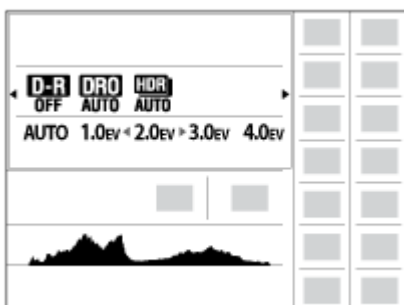 D-R DRO HDR
OFF AUTO AUTO
AUTO 1.0EV 2.0EV 3.0EV 4.0EV